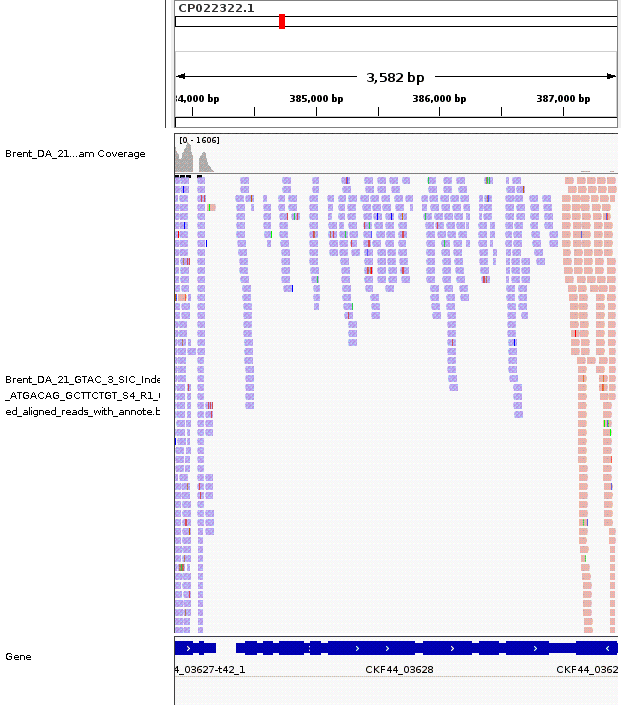 CP022322.1
3,582 bp
84,000 bp 385,000 bp 386,000 bp 387,000 bp
[0 - 1606]
Brent_DA_21...am Coverage
Brent_DA_21_GTAC_3_SIC_Inde
_ATGACAG_GCTTCTGT_S4_R1_
ed_aligned_reads_with_annote.b
Gene
4_03627-t42_1 CKF44_03628 CKF44_0362